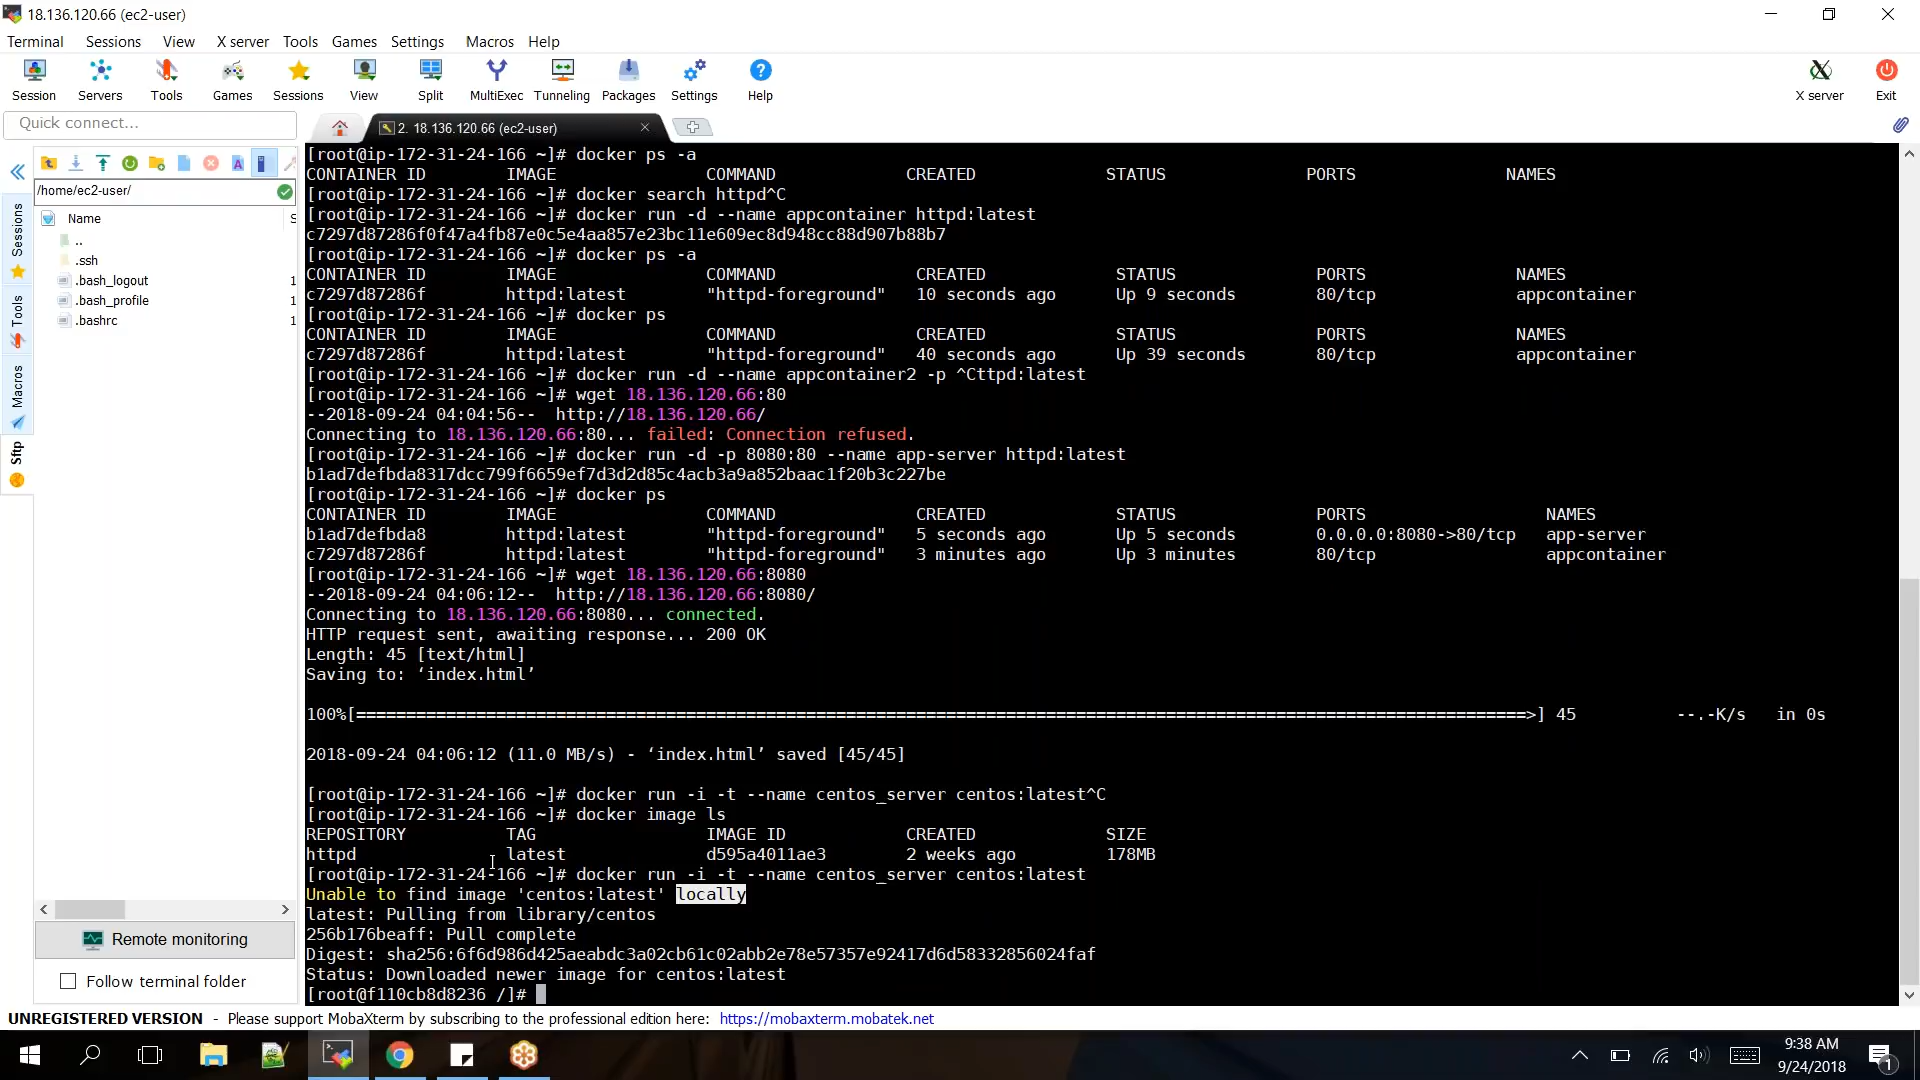 18.136.120.66 (ec2-user)
Terminal Sessions View X server Tools Games Settings Macros Help
Session Servers Tools Games Sessions View Split MultiExec Tunneling Packages Settings Help X server Exit
Quick connect...
2. 18.136.120.66 (ec2-user)
/home/ec2-user/
Name S
..
.ssh
.bash_logout 1
.bash_profile 1
.bashrc 1
Sessions
Tools
Macros
Sftp
[root@ip-172-31-24-166 ~]# docker ps -a
CONTAINER ID IMAGE COMMAND CREATED STATUS PORTS NAMES
[root@ip-172-31-24-166 ~]# docker search httpd^C
[root@ip-172-31-24-166 ~]# docker run -d --name appcontainer httpd:latest
c7297d87286f0f47a4fb87e0c5e4aa857e23bc11e609ec8d948cc88d907b88b7
[root@ip-172-31-24-166 ~]# docker ps -a
CONTAINER ID IMAGE COMMAND CREATED STATUS PORTS NAMES
c7297d87286f httpd:latest "httpd-foreground" 10 seconds ago Up 9 seconds 80/tcp appcontainer
[root@ip-172-31-24-166 ~]# docker ps
CONTAINER ID IMAGE COMMAND CREATED STATUS PORTS NAMES
c7297d87286f httpd:latest "httpd-foreground" 40 seconds ago Up 39 seconds 80/tcp appcontainer
[root@ip-172-31-24-166 ~]# docker run -d --name appcontainer2 -p ^Cttpd:latest
[root@ip-172-31-24-166 ~]# wget 18.136.120.66:80
--2018-09-24 04:04:56-- http://18.136.120.66/
Connecting to 18.136.120.66:80... failed: Connection refused.
[root@ip-172-31-24-166 ~]# docker run -d -p 8080:80 --name app-server httpd:latest
b1ad7defbda8317dcc799f6659ef7d3d2d85c4acb3a9a852baac1f20b3c227be
[root@ip-172-31-24-166 ~]# docker ps
CONTAINER ID IMAGE COMMAND CREATED STATUS PORTS NAMES
b1ad7defbda8 httpd:latest "httpd-foreground" 5 seconds ago Up 5 seconds 0.0.0.0:8080->80/tcp app-server
c7297d87286f httpd:latest "httpd-foreground" 3 minutes ago Up 3 minutes 80/tcp appcontainer
[root@ip-172-31-24-166 ~]# wget 18.136.120.66:8080
--2018-09-24 04:06:12-- http://18.136.120.66:8080/
Connecting to 18.136.120.66:8080... connected.
HTTP request sent, awaiting response... 200 OK
Length: 45 [text/html]
Saving to: ‘index.html’
100%[=====================================================================================================================>] 45 --.-K/s in 0s
2018-09-24 04:06:12 (11.0 MB/s) - ‘index.html’ saved [45/45]
[root@ip-172-31-24-166 ~]# docker run -i -t --name centos_server centos:latest^C
[root@ip-172-31-24-166 ~]# docker image ls
REPOSITORY TAG IMAGE ID CREATED SIZE
httpd latest d595a4011ae3 2 weeks ago 178MB
[root@ip-172-31-24-166 ~]# docker run -i -t --name centos_server centos:latest
Unable to find image 'centos:latest' locally
latest: Pulling from library/centos
256b176beaff: Pull complete
Digest: sha256:6f6d986d425aeabdc3a02cb61c02abb2e78e57357e92417d6d58332856024faf
Status: Downloaded newer image for centos:latest
[root@f110cb8d8236 /]#
Remote monitoring
Follow terminal folder
UNREGISTERED VERSION - Please support MobaXterm by subscribing to the professional edition here: https://mobaxterm.mobatek.net
9:38 AM
9/24/2018
1